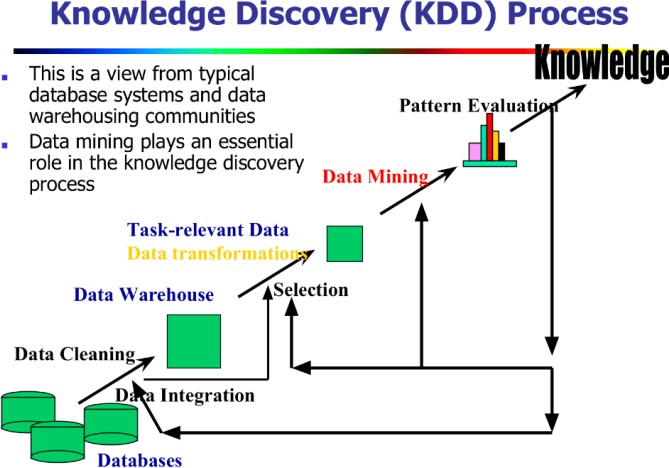 Knowledge Discovery (KDD) Process
Knowledge
This is a view from typical
database systems and data
warehousing communities
Data mining plays an essential
role in the knowledge discovery
process
Pattern Evaluation
Data Mining
Task-relevant Data
Data transformations
Selection
Data Warehouse
Data Cleaning
Data Integration
Databases